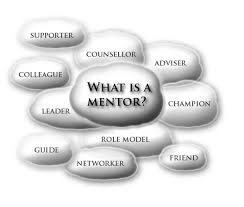 SUPPORTER
COUNSELLOR
ADVISER
COLLEAGUE
WHAT IS A
MENTOR?
LEADER
CHAMPION
ROLE MODEL
GUIDE
NETWORKER
FRIEND